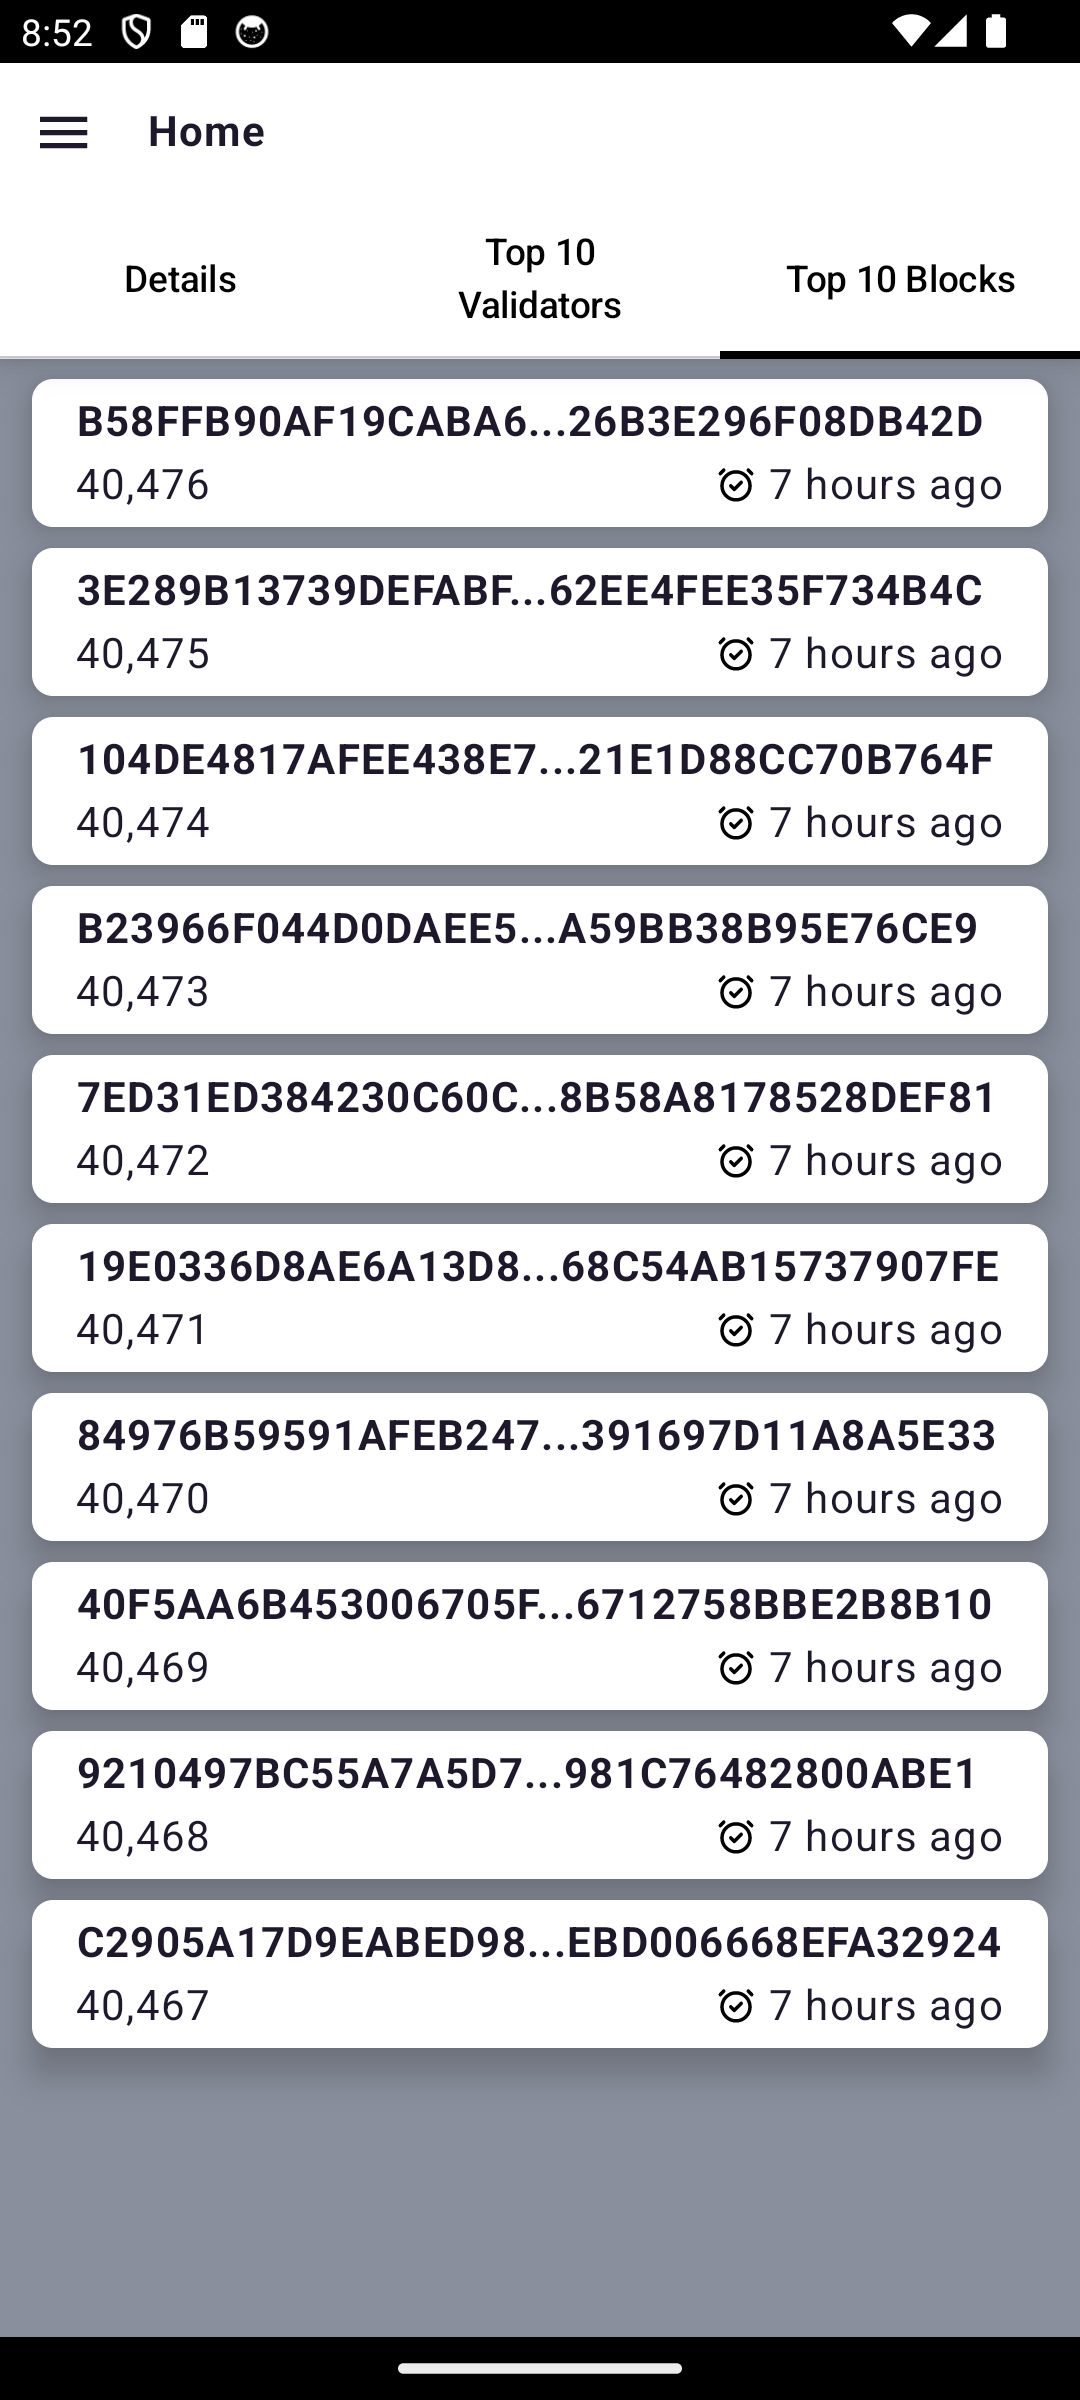 8:52
Home
Details
Top 10
Validators
Top 10 Blocks
B58FFB90AF19CABA6...26B3E296F08DB42D
40,476 7 hours ago
3E289B13739DEFABF...62EE4FEE35F734B4C
40,475 7 hours ago
104DE4817AFEE438E7...21E1D88CC70B764F
40,474 7 hours ago
B23966F044D0DAEE5...A59BB38B95E76CE9
40,473 7 hours ago
7ED31ED384230C60C...8B58A8178528DEF81
40,472 7 hours ago
19E0336D8AE6A13D8...68C54AB15737907FE
40,471 7 hours ago
84976B59591AFEB247...391697D11A8A5E33
40,470 7 hours ago
40F5AA6B453006705F...6712758BBE2B8B10
40,469 7 hours ago
9210497BC55A7A5D7...981C76482800ABE1
40,468 7 hours ago
C2905A17D9EABED98...EBD006668EFA32924
40,467 7 hours ago